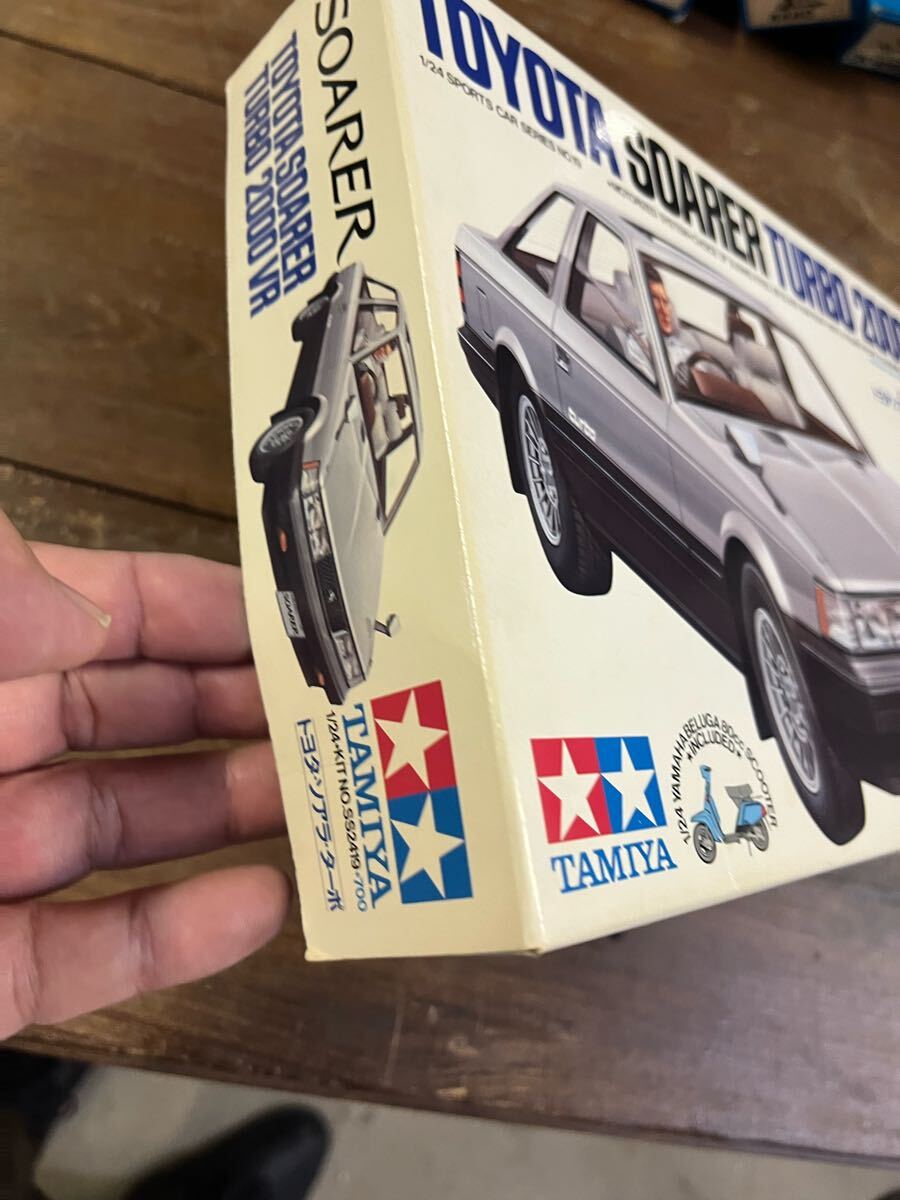 SOARER
TOYOTA SOARER
TURBO 2000 VR
SOARER
TAMIYA
1/24・KIT NO.SS2419・700
トヨタ・ソアラ・ターボ
TOYOTA SOARER TURBO 2000
1/24 SPORTS CAR SERIES NO.19
TAMIYA
1/24 YAMAHA BELUGA 80cc SCOOTER
★INCLUDED★